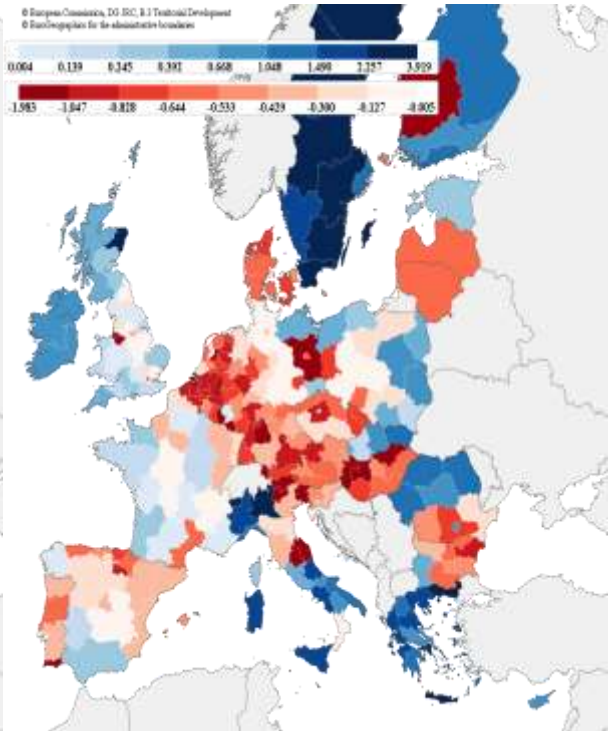 © European Commission, DG-JRC, B.3 Territorial Development
© EuroGeographics for the administrative boundaries
0.004 0.139 0.245 0.392 0.668 1.048 1.490 2.257 3.919
-1.983 -1.047 -0.828 -0.644 -0.533 -0.429 -0.300 -0.127 -0.005